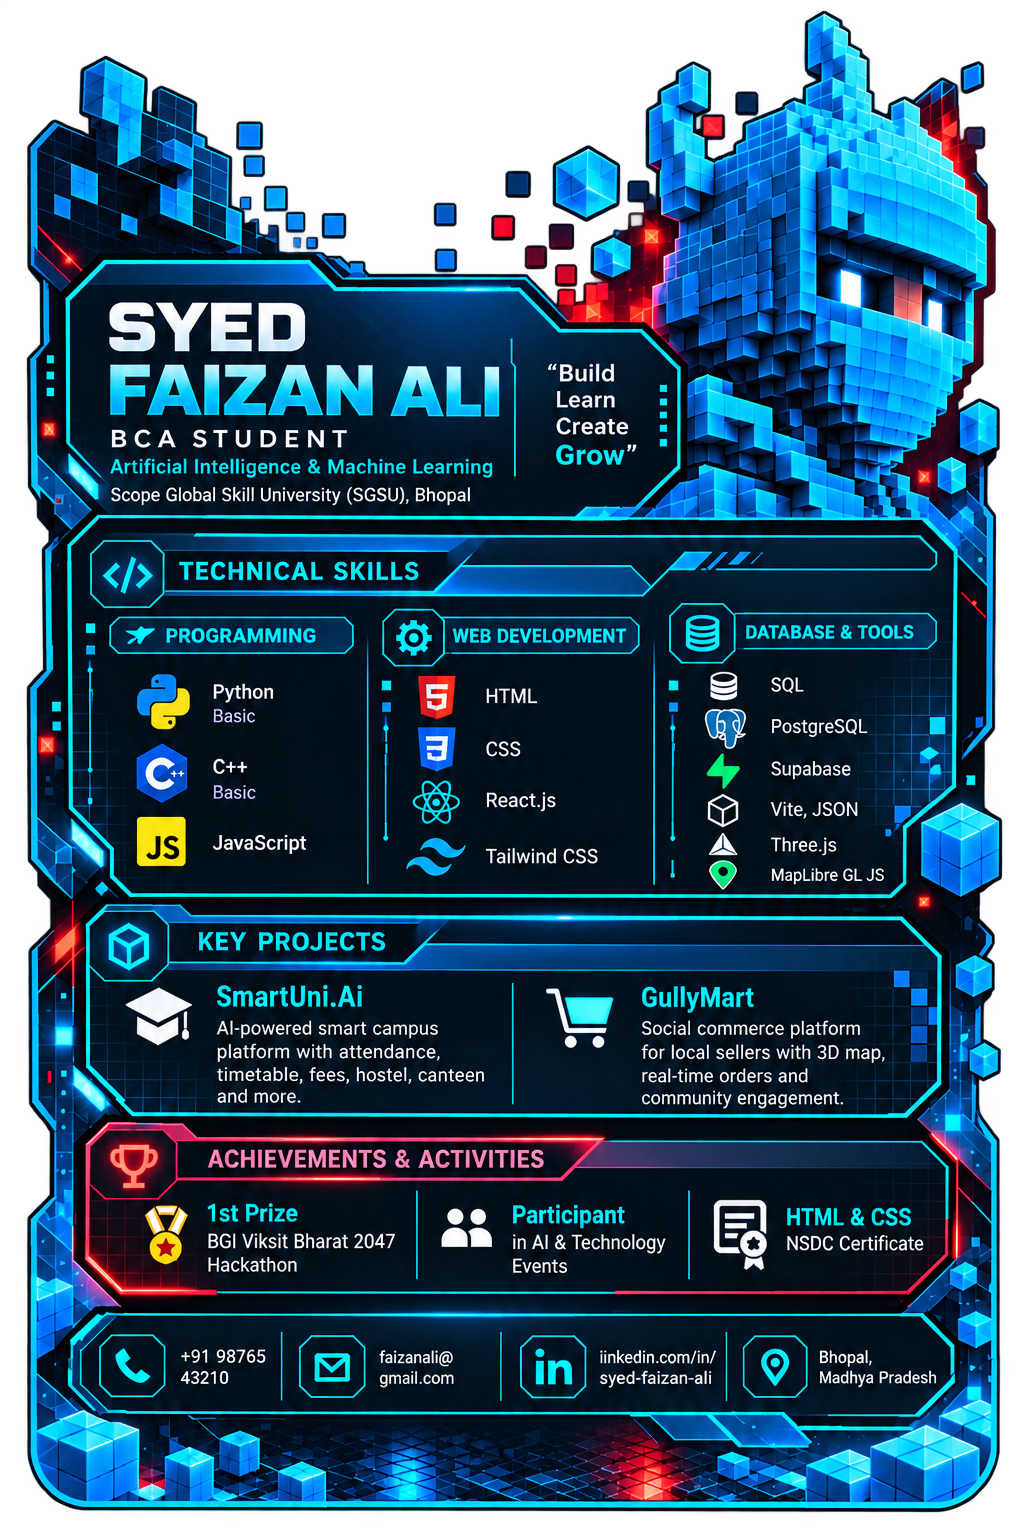 SYED
FAIZAN ALI
BCA STUDENT
Artificial Intelligence & Machine Learning
Scope Global Skill University (SGSU), Bhopal
“Build
Learn
Create
Grow”
</> TECHNICAL SKILLS
PROGRAMMING
Python
Basic
C++
C++
Basic
JS
JavaScript
WEB DEVELOPMENT
5
HTML
3
CSS
React.js
Tailwind CSS
DATABASE & TOOLS
SQL
PostgreSQL
Supabase
Vite, JSON
Three.js
MapLibre GL JS
KEY PROJECTS
SmartUni.Ai
AI-powered smart campus
platform with attendance,
timetable, fees, hostel, canteen
and more.
GullyMart
Social commerce platform
for local sellers with 3D map,
real-time orders and
community engagement.
ACHIEVEMENTS & ACTIVITIES
1st Prize
BGI Viksit Bharat 2047
Hackathon
Participant
in AI & Technology
Events
HTML & CSS
NSDC Certificate
+91 98765
43210
faizanali@
gmail.com
in
iinkedin.com/in/
syed-faizan-ali
Bhopal,
Madhya Pradesh